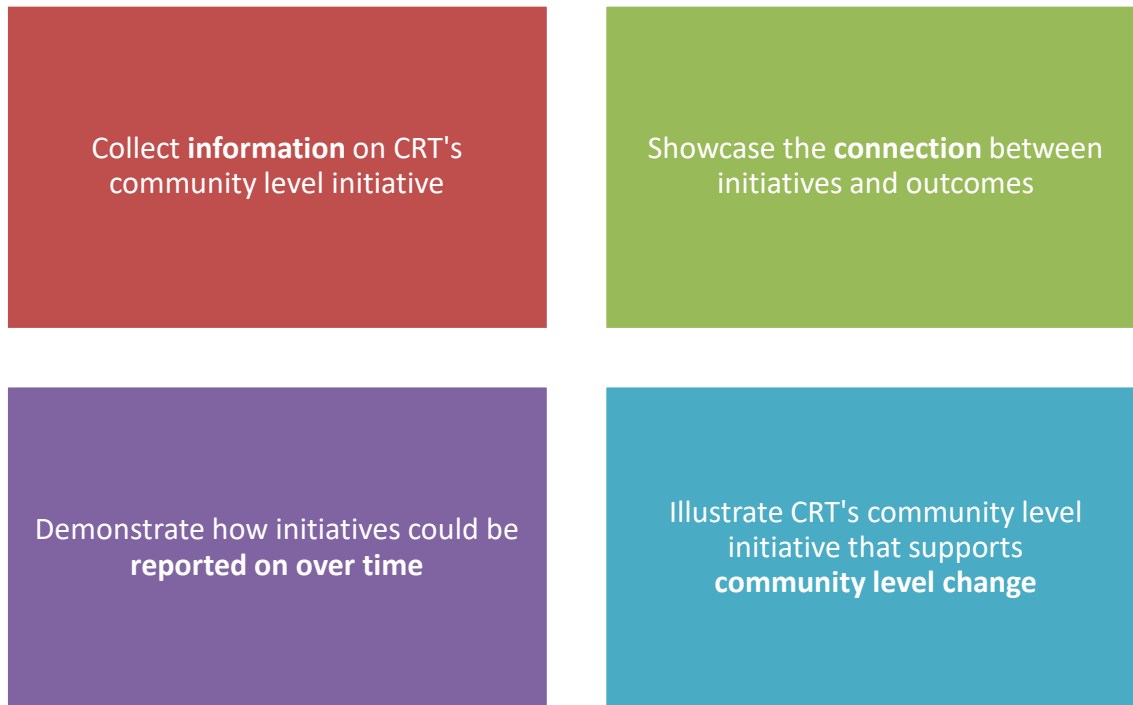 Collect information on CRT's
community level initiative
Showcase the connection between
initiatives and outcomes
Demonstrate how initiatives could be
reported on over time
Illustrate CRT's community level
initiative that supports
community level change